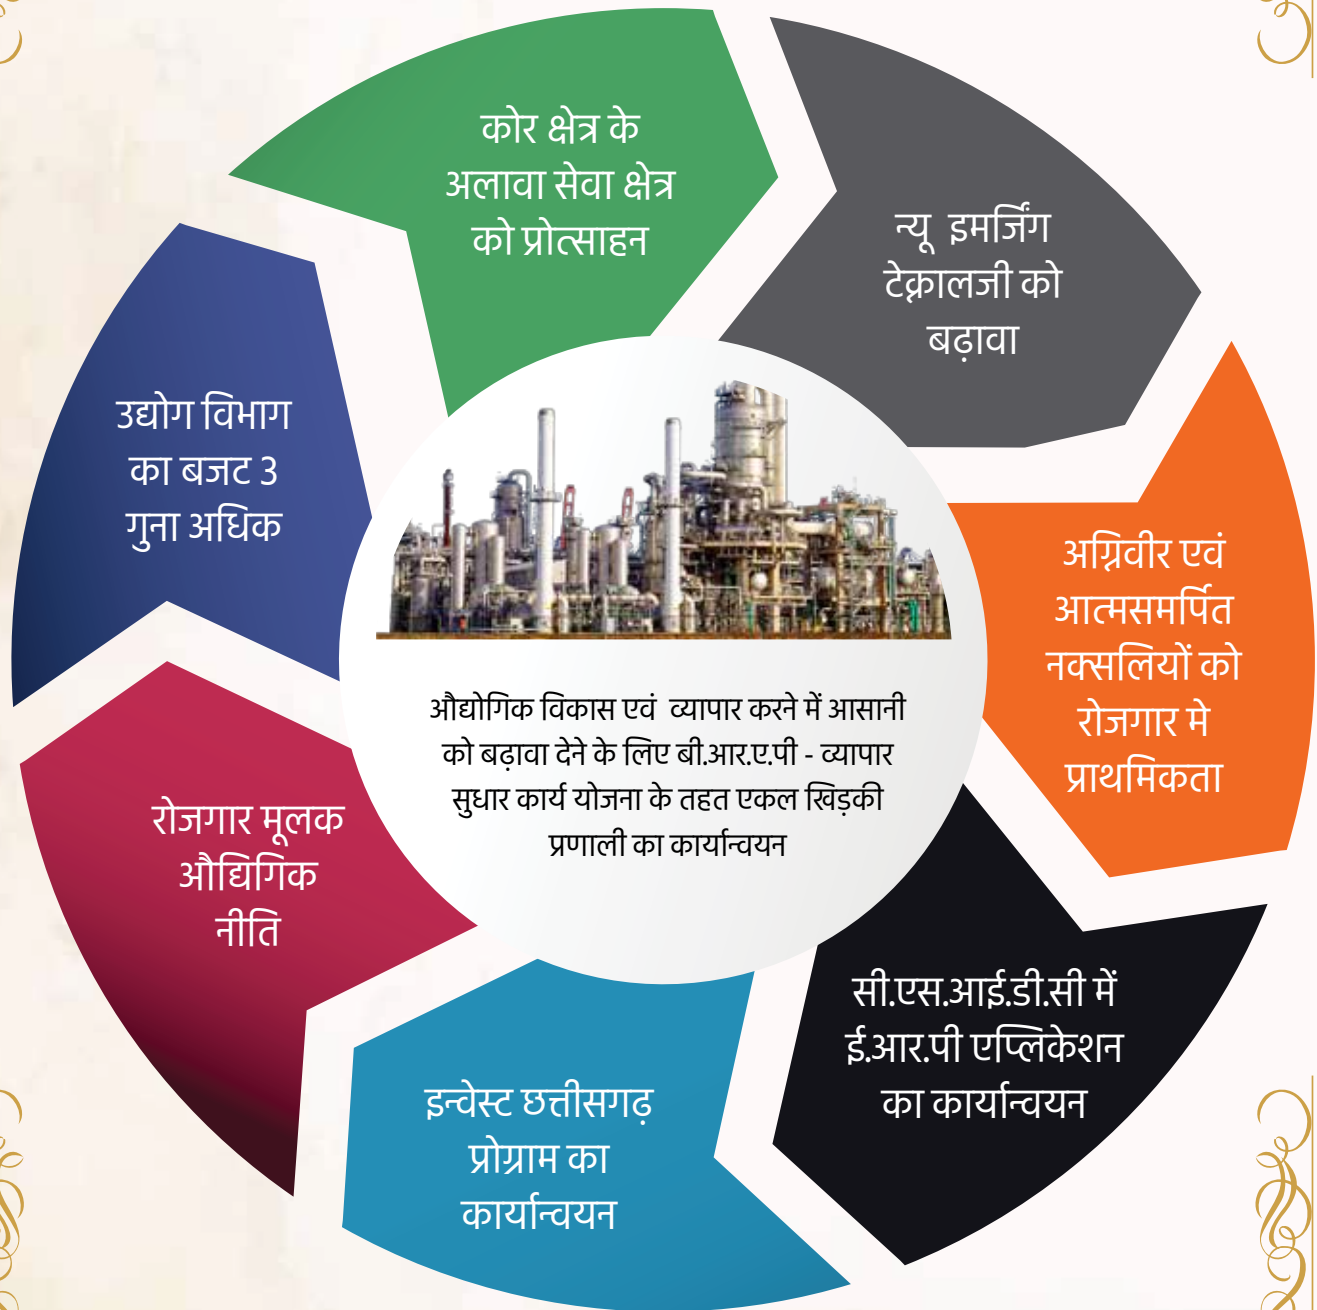 कोर क्षेत्र के
अलावा सेवा क्षेत्र
को प्रोत्साहन
न्यू इमर्जिंग
टेक्नालजी को
बढ़ावा
अग्निवीर एवं
आत्मसमर्पित
नक्सलियों को
रोजगार मे
प्राथमिकता
सी.एस.आई.डी.सी में
ई.आर.पी एप्लिकेशन
का कार्यान्वयन
इन्वेस्ट छत्तीसगढ़
प्रोग्राम का
कार्यान्वयन
रोजगार मूलक
औद्यिगिक
नीति
उद्योग विभाग
का बजट 3
गुना अधिक
औद्योगिक विकास एवं व्यापार करने में आसानी
को बढ़ावा देने के लिए बी.आर.ए.पी - व्यापार
सुधार कार्य योजना के तहत एकल खिड़की
प्रणाली का कार्यान्वयन